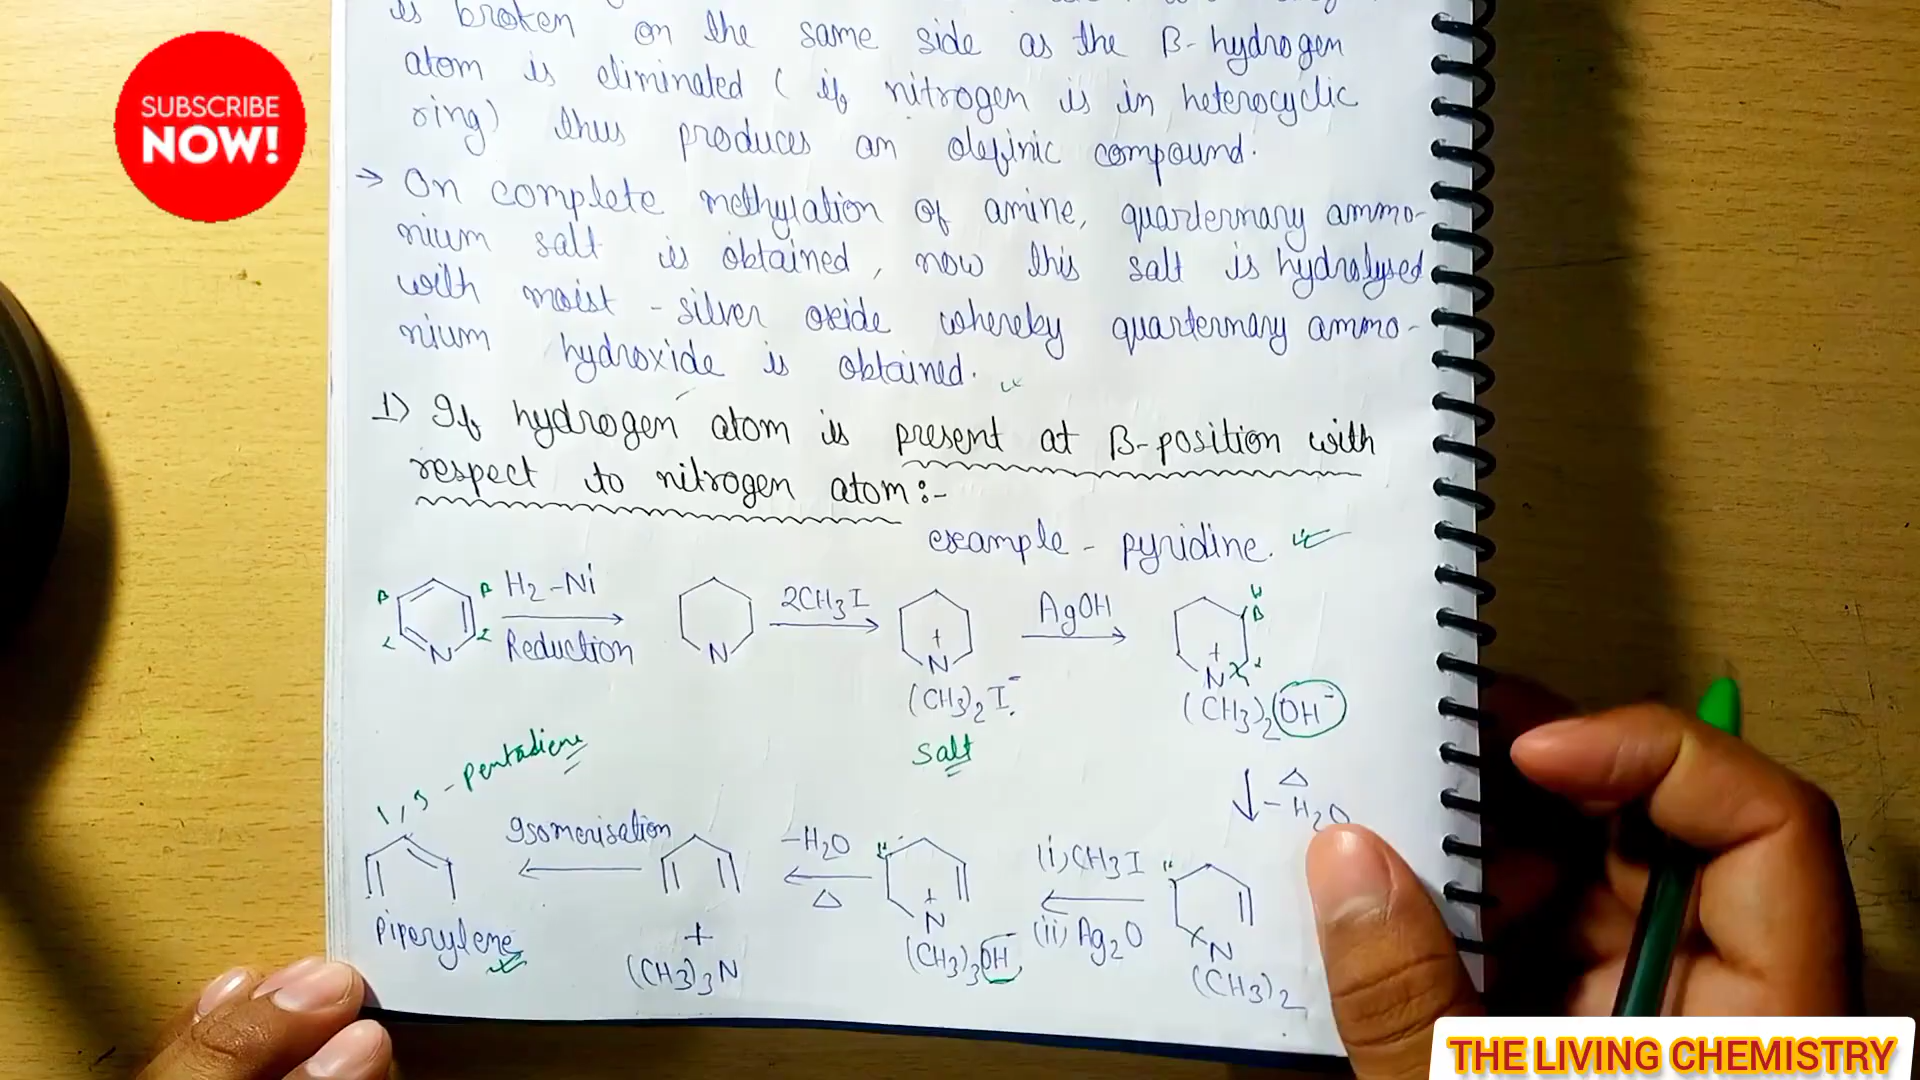 is broken on the same side as the β-hydrogen
atom is eliminated ( if nitrogen is in heterocyclic
ring) thus produces an olefinic compound.
→ On complete methylation of amine, quarternary ammo-
nium salt is obtained, now this salt is hydrolysed
with moist - silver oxide whereby quarternary ammo-
nium hydroxide is obtained.
1) If hydrogen atom is present at β-position with
respect to nitrogen atom:-
example - pyridine.
β β H2-Ni 2CH3I AgOH H β
N Reduction N + N + N
(CH3)2 I- (CH3)2 OH-
Salt
Δ
-H2O
1,3-pentadiene
Isomerisation -H2O (i) CH3I
Δ (ii) Ag2O
Piperylene + + N N
(CH3)3N (CH3)3OH (CH3)2
SUBSCRIBE
NOW!
THE LIVING CHEMISTRY